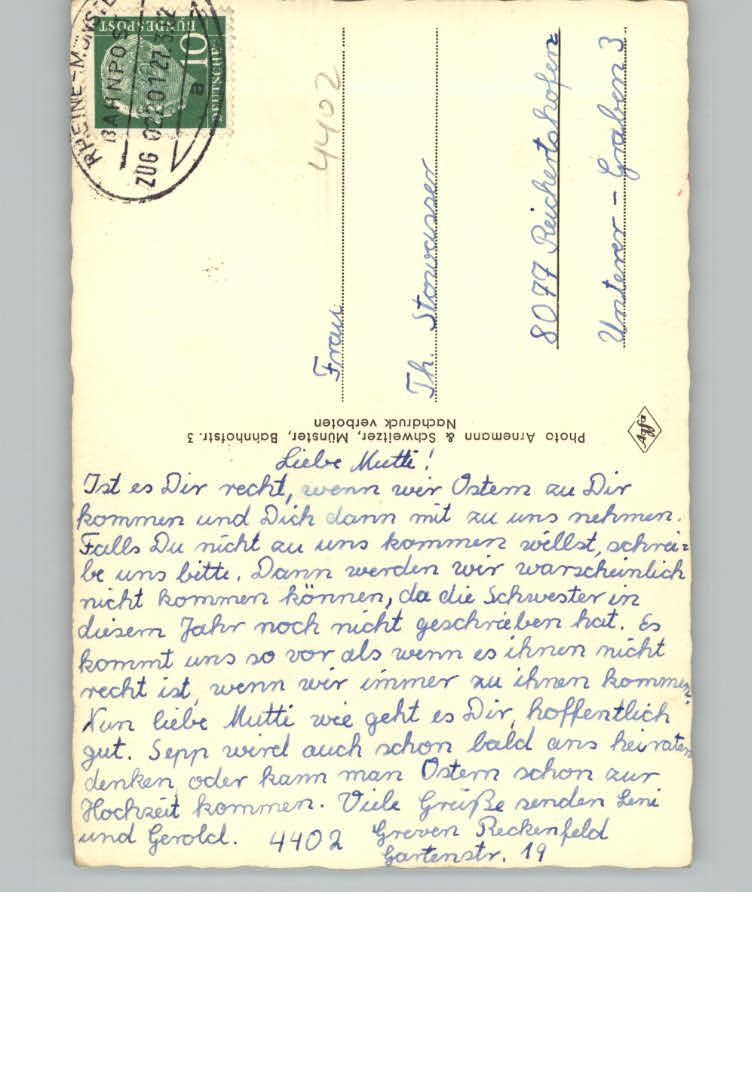 Liebe Mutti!
Ist es Dir recht, wenn wir Ostern zu Dir
kommen und Dich dann mit zu uns nehmen.
Falls Du nicht zu uns kommen willst, schrei=
be uns bitte. Dann werden wir warscheinlich
nicht kommen können, da die Schwester in
diesem Jahr noch nicht geschrieben hat. Es
kommt uns so vor als wenn es ihnen nicht
recht ist, wenn wir immer zu ihnen kommen.
Nun liebe Mutti wie geht es Dir, hoffentlich
gut. Sepp wird auch schon bald ans heiraten
denken, oder kann man Ostern schon zur
Hochzeit kommen. Viele Grüße senden Leni
und Gerold. 4402 Greven Reckenfeld
Gartenstr. 19
Photo Arnemann & Schweitzer, Münster, Bahnhofstr. 3
Nachdruck verboten
Agfa
4402
Frau
Th. Stowasser
8077 Reichertshofen
Unterer - Graben 3
BUNDESPOST
10
RHEINE-MÜNST
BAHNPOS
ZUG
a